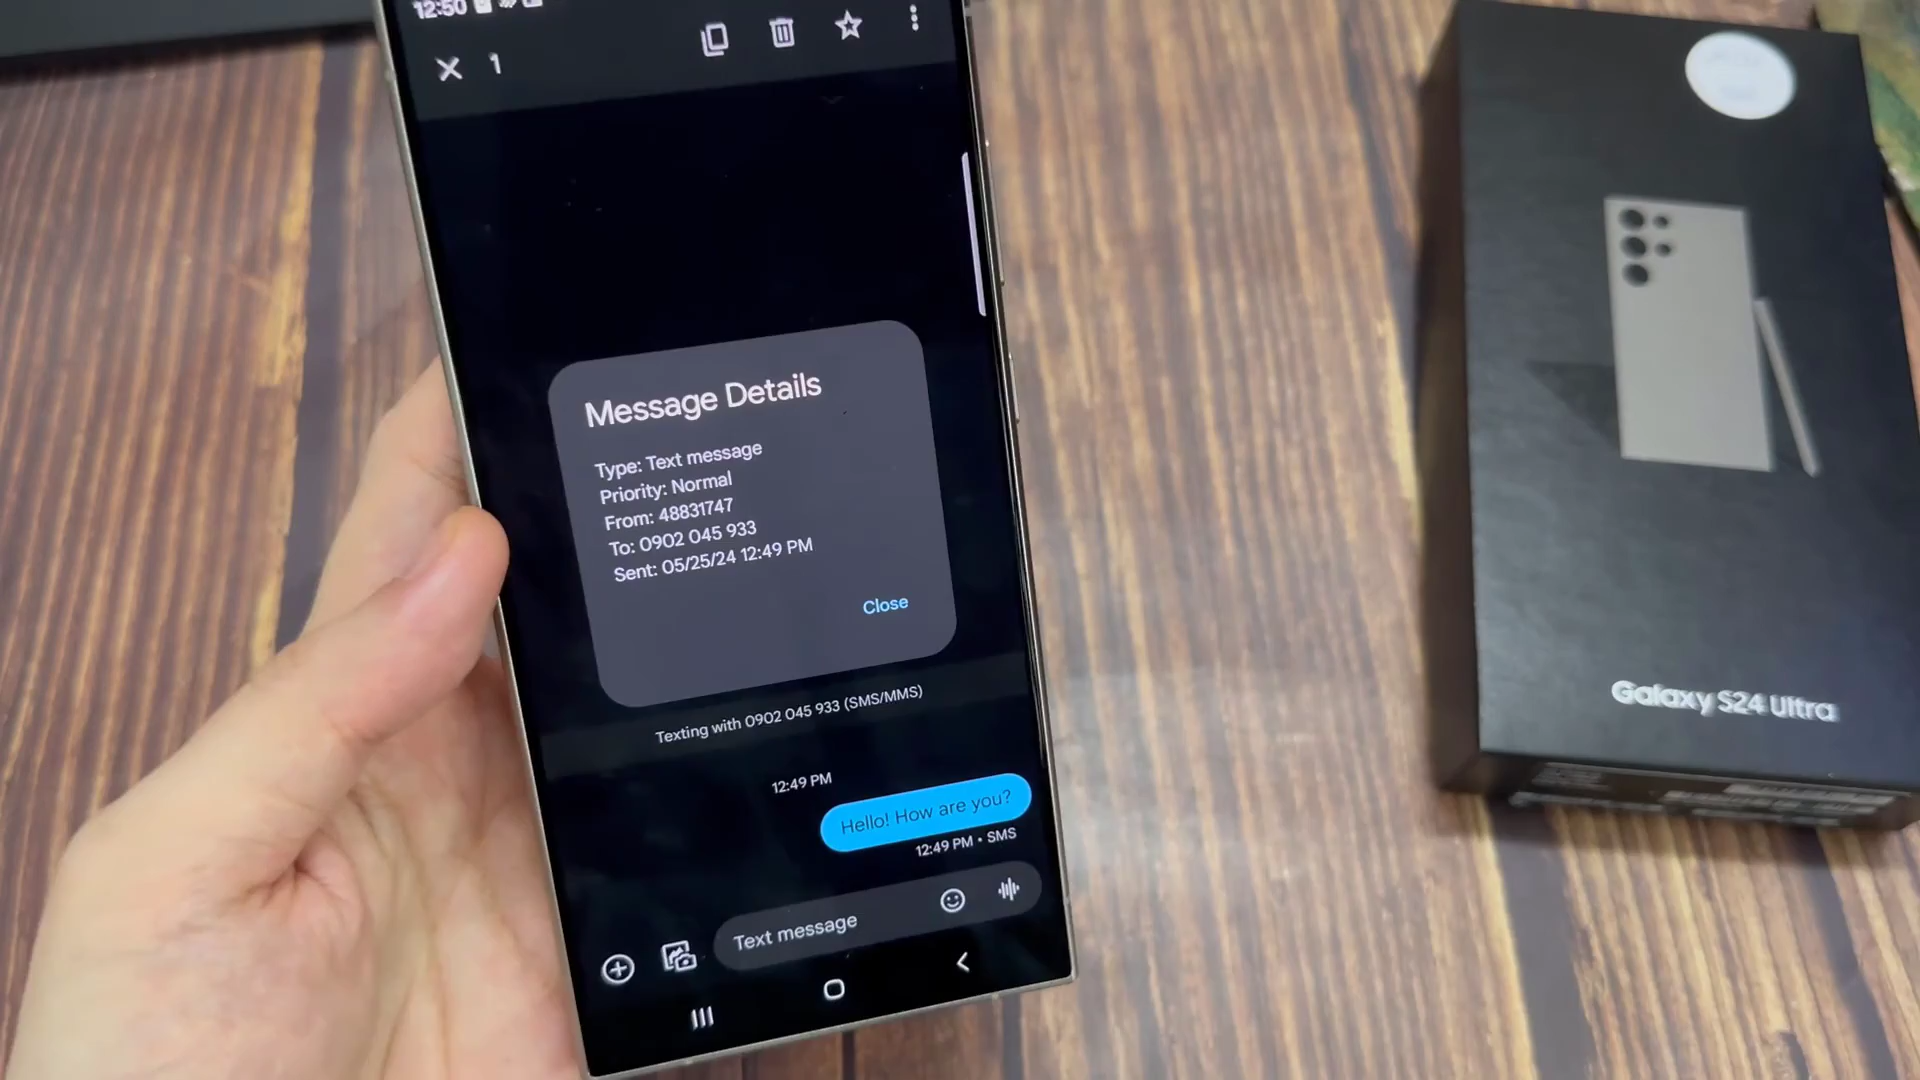 12:50
1
Message Details
Type: Text message
Priority: Normal
From: 48831747
To: 0902 045 933
Sent: 05/25/24 12:49 PM
Close
Texting with 0902 045 933 (SMS/MMS)
12:49 PM
Hello! How are you?
12:49 PM • SMS
Text message
Galaxy S24 Ultra